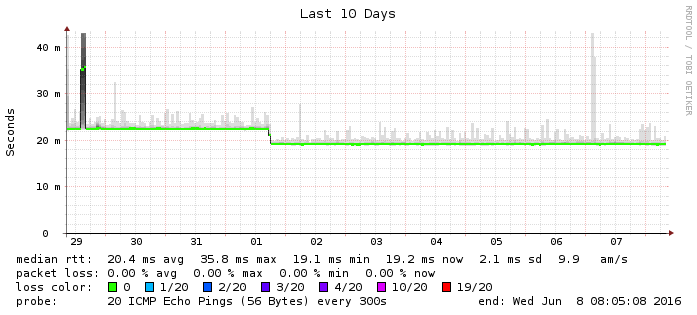 Last 10 Days
RRDTOOL / TOBI OETIKER
Seconds
40 m
30 m
20 m
10 m
0
29 30 31 01 02 03 04 05 06 07
median rtt: 20.4 ms avg 35.8 ms max 19.1 ms min 19.2 ms now 2.1 ms sd 9.9 am/s
packet loss: 0.00 % avg 0.00 % max 0.00 % min 0.00 % now
loss color: 0 1/20 2/20 3/20 4/20 10/20 19/20
probe: 20 ICMP Echo Pings (56 Bytes) every 300s end: Wed Jun 8 08:05:08 2016